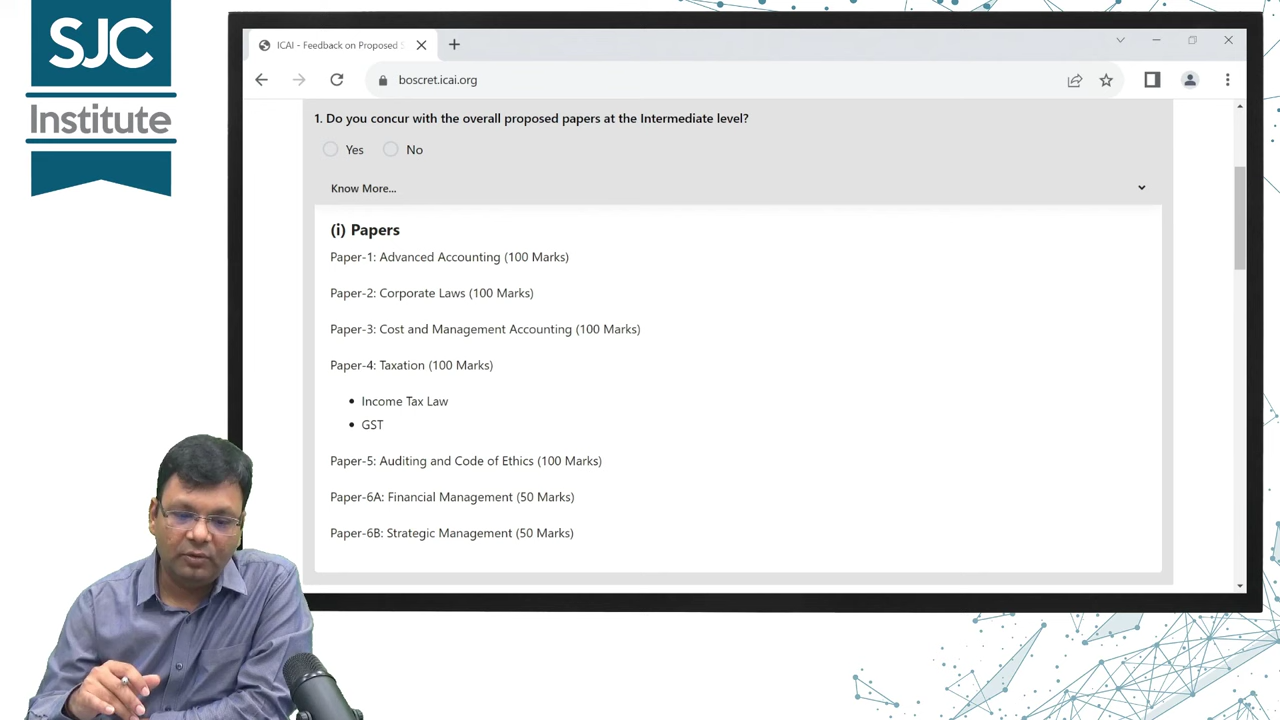 SJC
Institute
ICAI - Feedback on Proposed S
boscret.icai.org
1. Do you concur with the overall proposed papers at the Intermediate level?
Yes No
Know More...
(i) Papers
Paper-1: Advanced Accounting (100 Marks)
Paper-2: Corporate Laws (100 Marks)
Paper-3: Cost and Management Accounting (100 Marks)
Paper-4: Taxation (100 Marks)
• Income Tax Law
• GST
Paper-5: Auditing and Code of Ethics (100 Marks)
Paper-6A: Financial Management (50 Marks)
Paper-6B: Strategic Management (50 Marks)